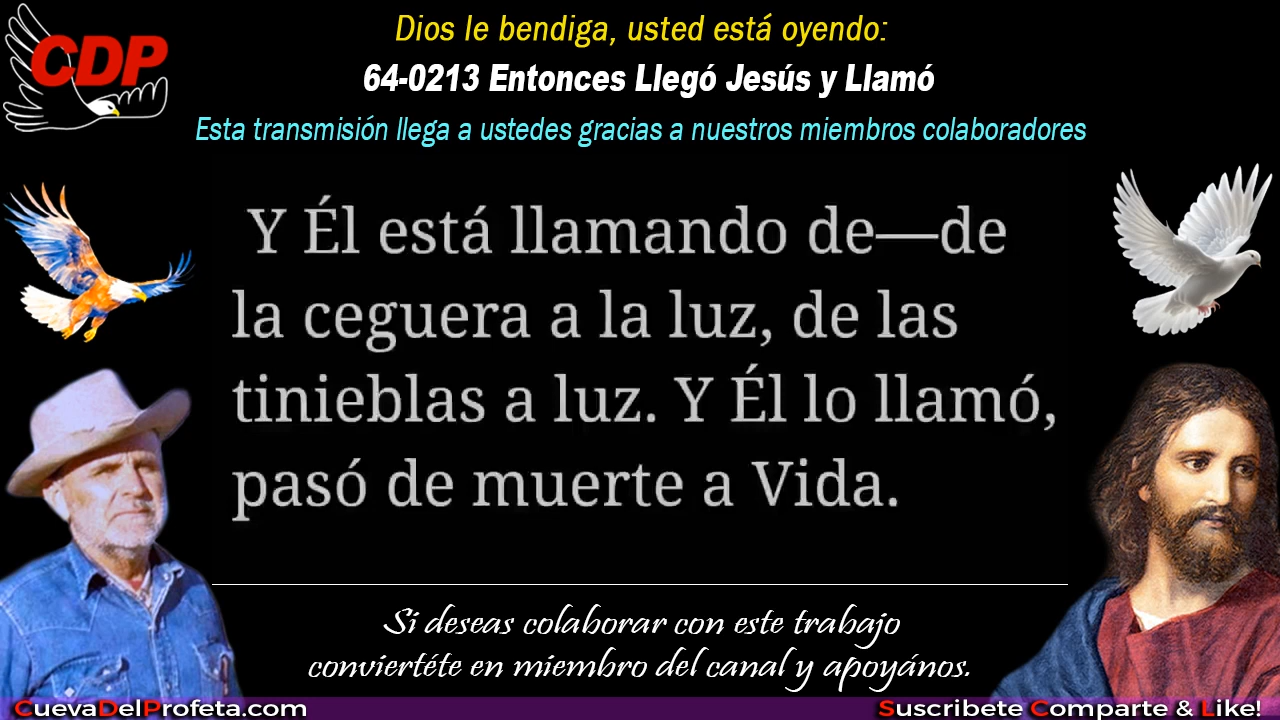 CDP
Dios le bendiga, usted está oyendo:
64-0213 Entonces Llegó Jesús y Llamó
Esta transmisión llega a ustedes gracias a nuestros miembros colaboradores
Y Él está llamando de—de
la ceguera a la luz, de las
tinieblas a luz. Y Él lo llamó,
pasó de muerte a Vida.
Si deseas colaborar con este trabajo
conviertéte en miembro del canal y apoyános.
CuevaDelProfeta.com
Suscribete Comparte & Like!